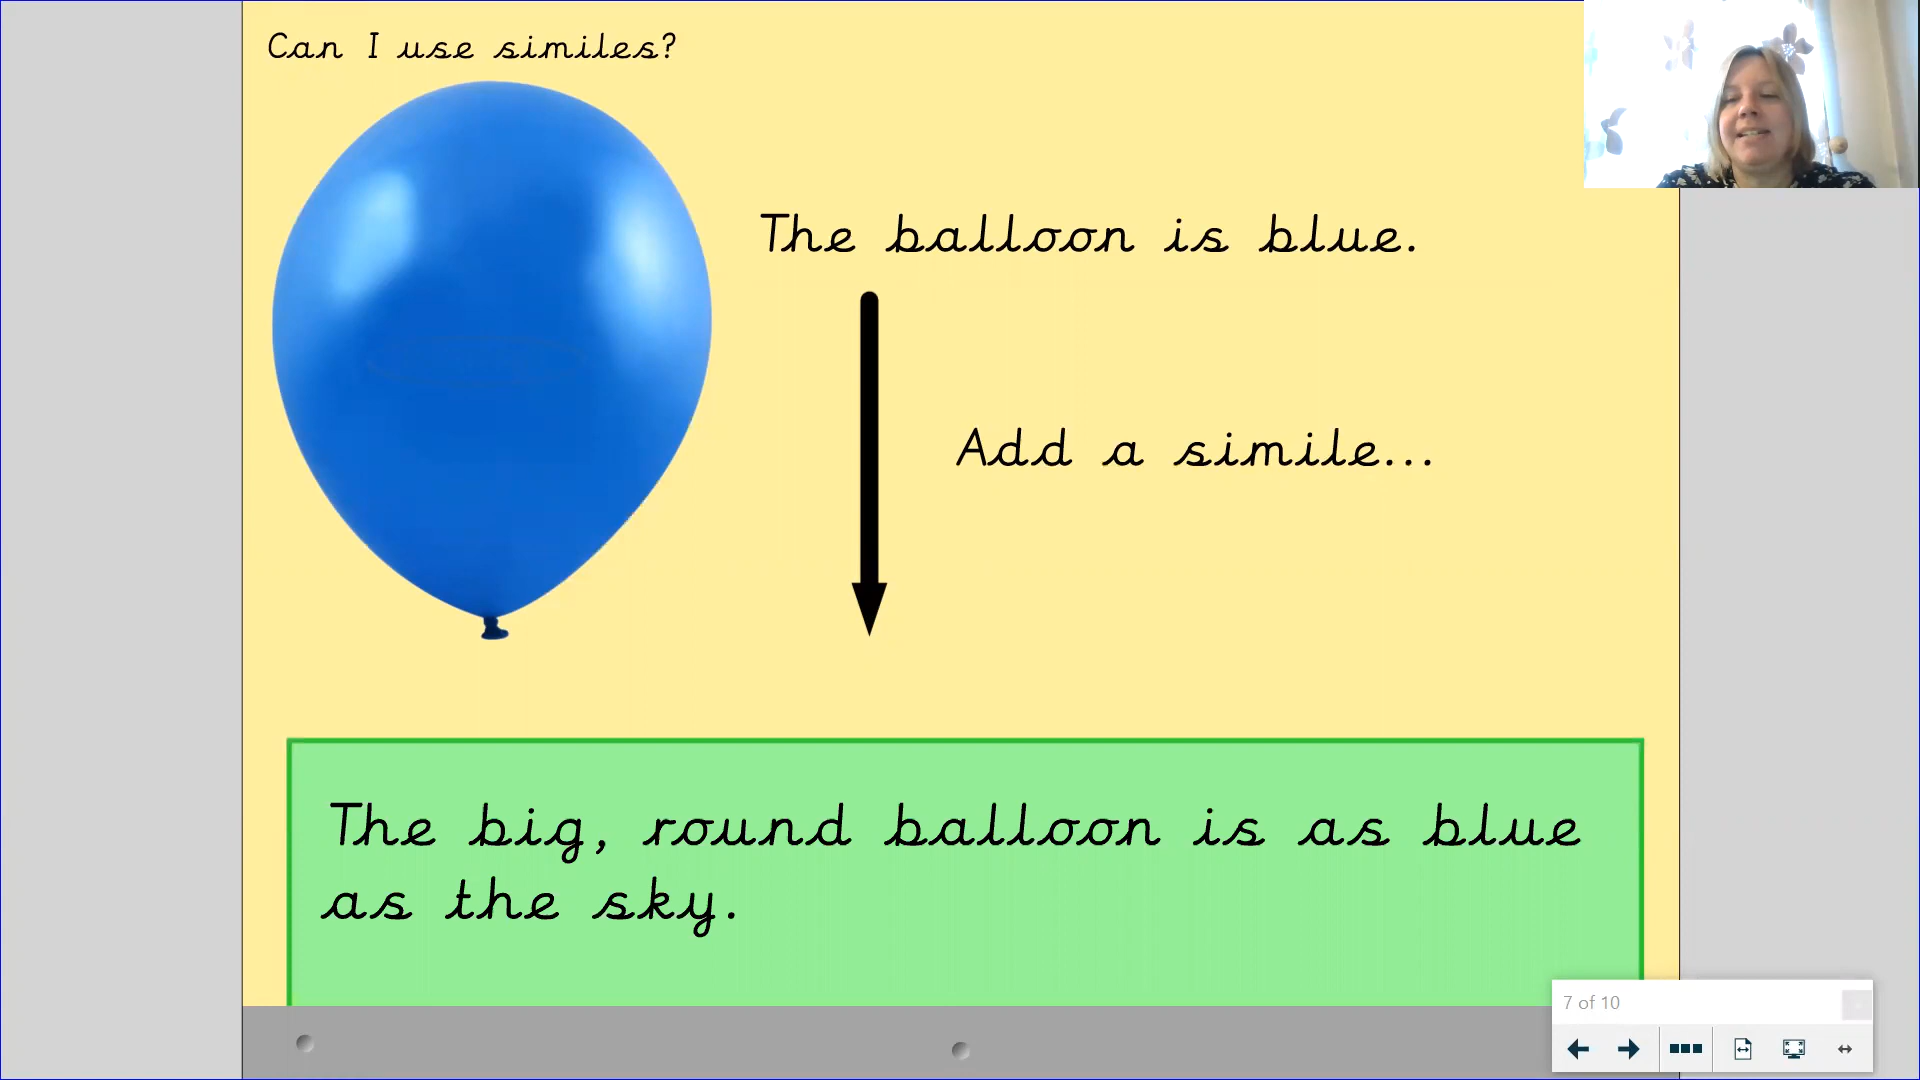 Can I use similes?
The balloon is blue.
Add a simile...
The big, round balloon is as blue
as the sky.
7 of 10